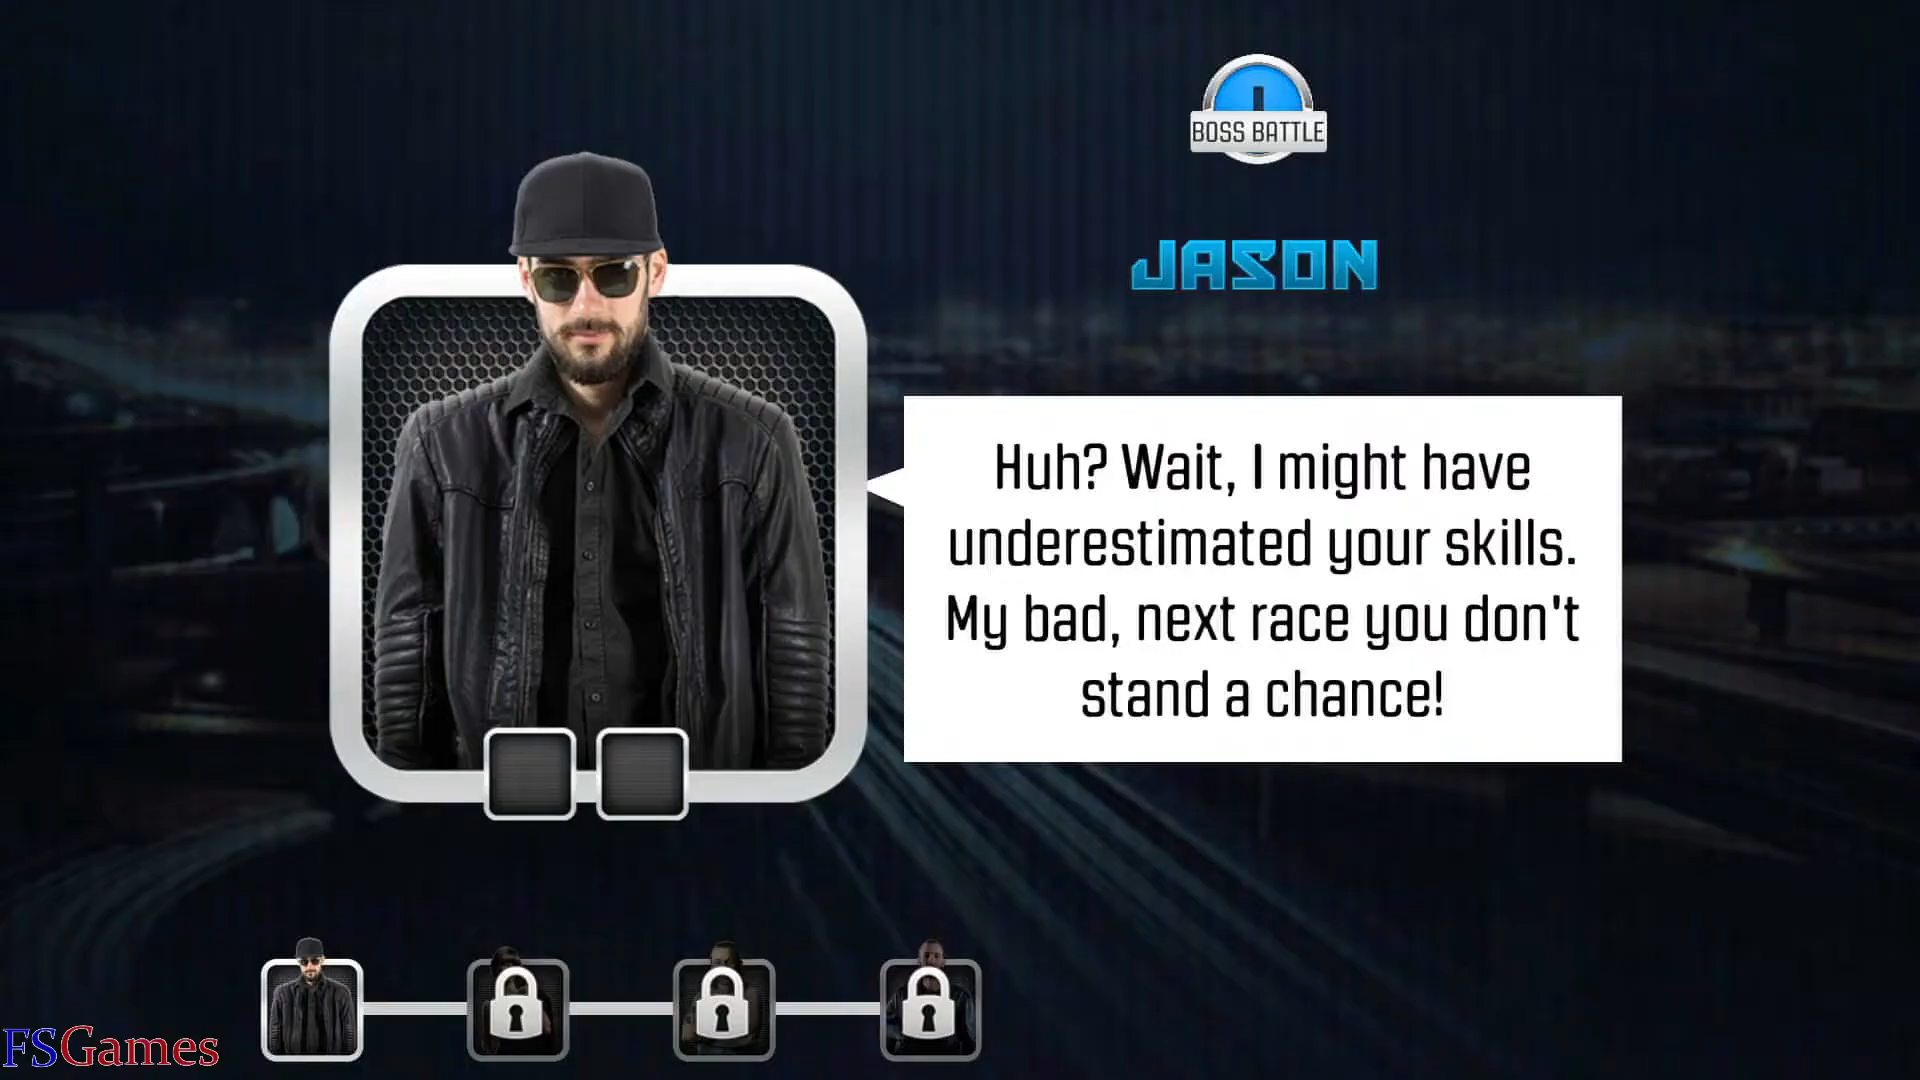 I
BOSS BATTLE
JASON
Huh? Wait, I might have
underestimated your skills.
My bad, next race you don't
stand a chance!
FSGames